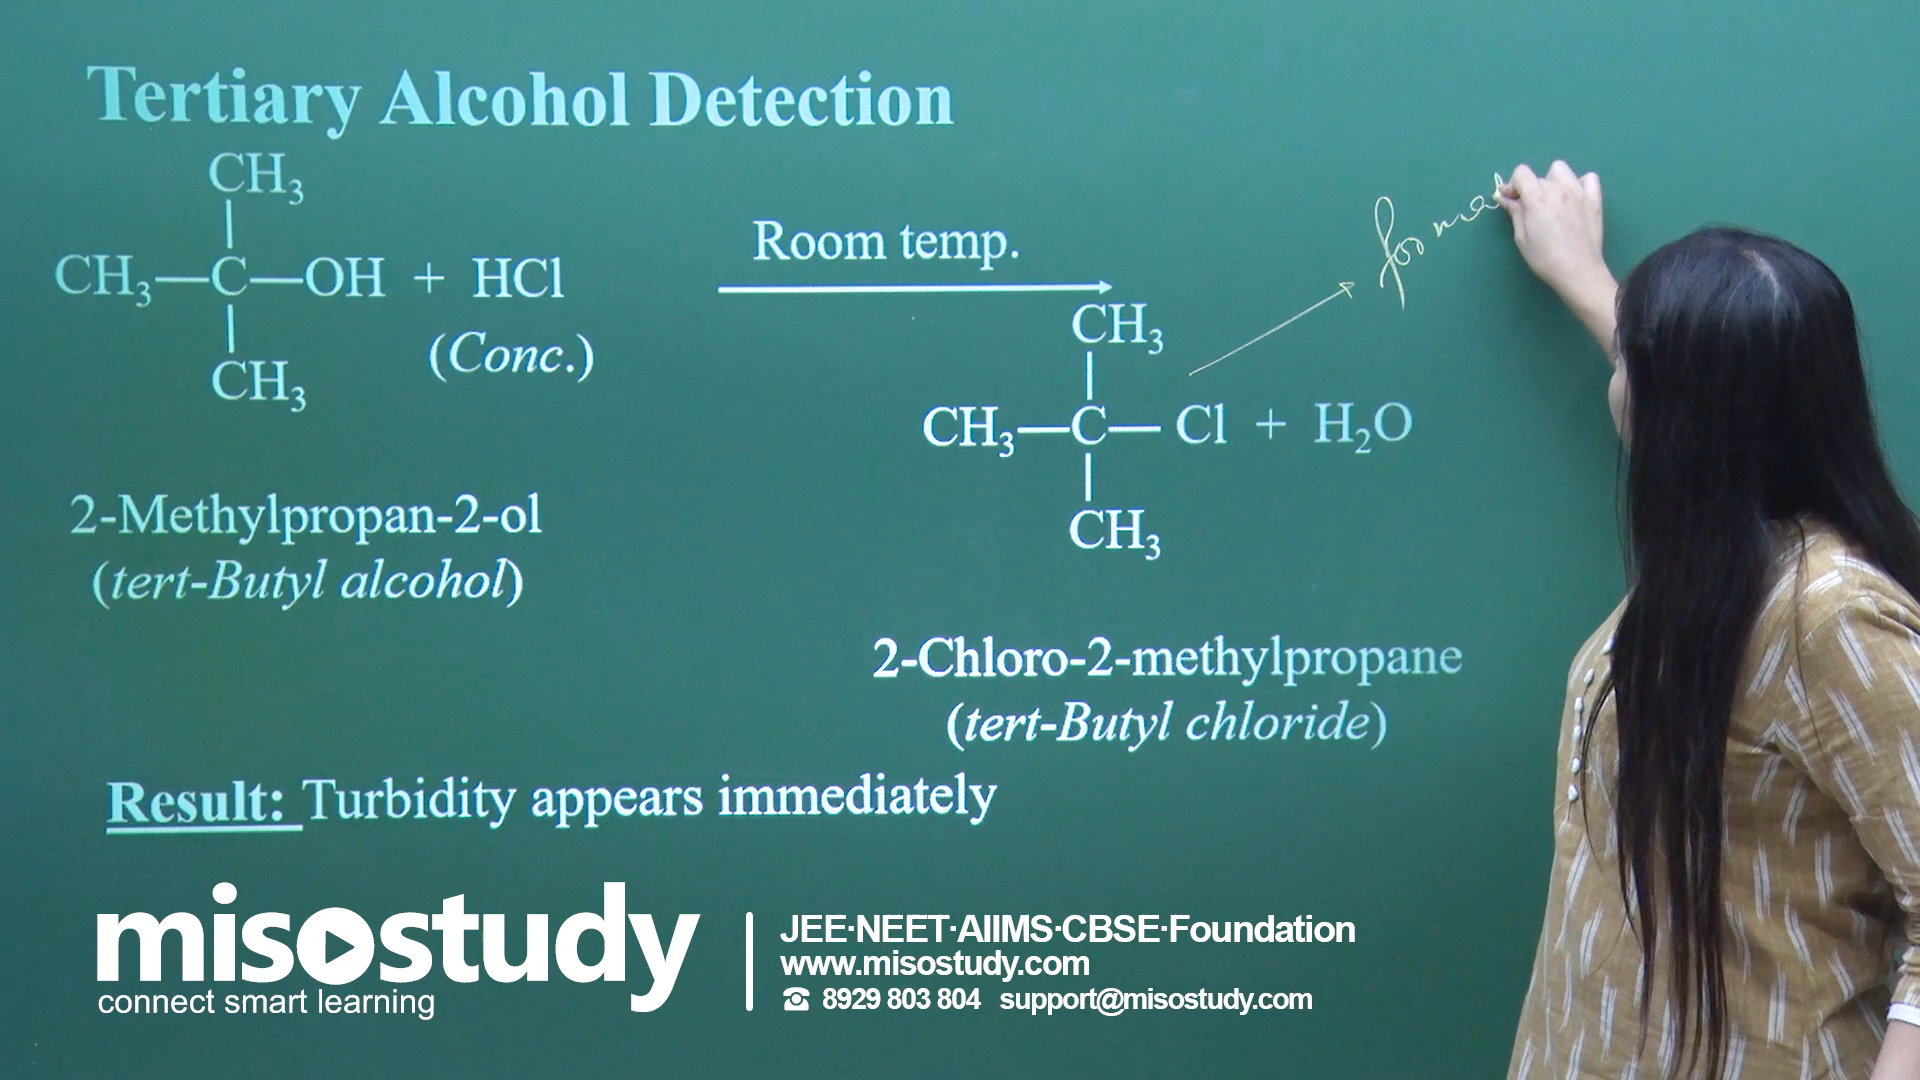 Tertiary Alcohol Detection
CH₃
CH₃—C—OH + HCl
(Conc.)
CH₃
Room temp.
CH₃
CH₃—C—Cl + H₂O
CH₃
2-Methylpropan-2-ol
(tert-Butyl alcohol)
2-Chloro-2-methylpropane
(tert-Butyl chloride)
Result: Turbidity appears immediately
misostudy
connect smart learning
JEE·NEET·AIIMS·CBSE·Foundation
www.misostudy.com
☎ 8929 803 804 support@misostudy.com